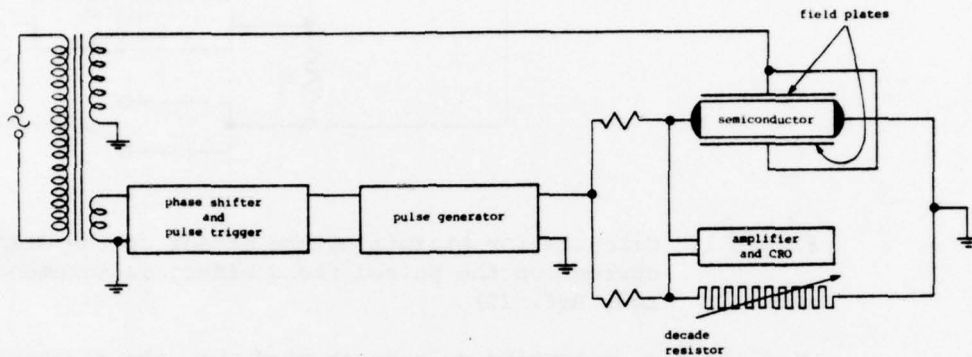 field plates
semiconductor
phase shifter
and
pulse trigger
pulse generator
amplifier
and CRO
decade
resistor